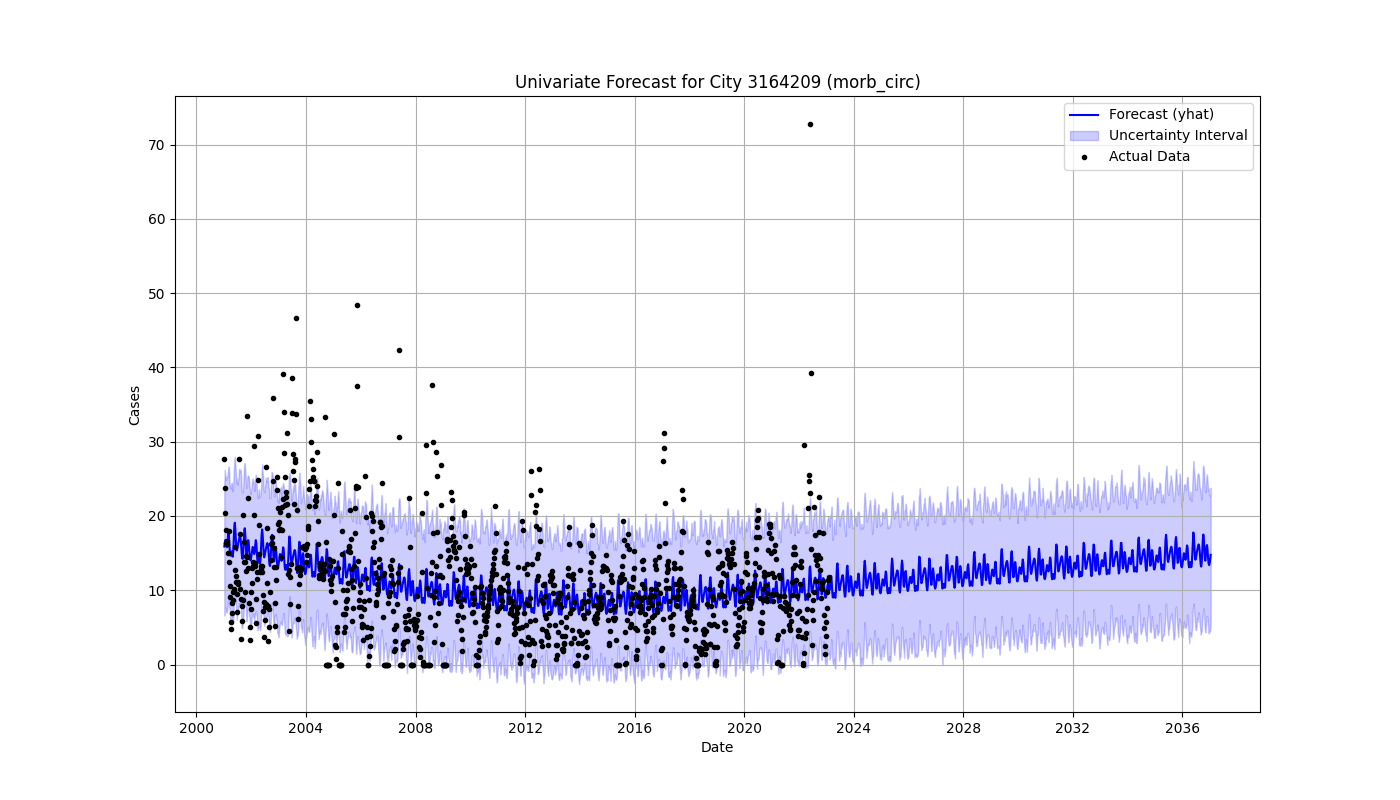 Univariate Forecast for City 3164209 (morb_circ)
Forecast (yhat)
Uncertainty Interval
Actual Data
Cases
70
60
50
40
30
20
10
0
2000 2004 2008 2012 2016 2020 2024 2028 2032 2036
Date